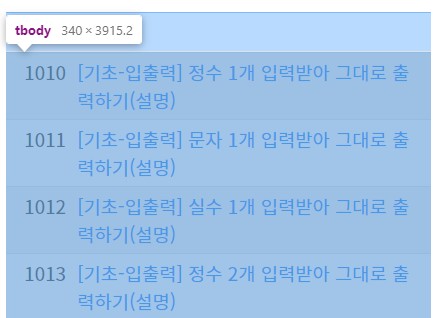 tbody 340 × 3915.2
1010 [기초-입출력] 정수 1개 입력받아 그대로 출
력하기(설명)
1011 [기초-입출력] 문자 1개 입력받아 그대로 출
력하기(설명)
1012 [기초-입출력] 실수 1개 입력받아 그대로 출
력하기(설명)
1013 [기초-입출력] 정수 2개 입력받아 그대로 출
력하기(설명)